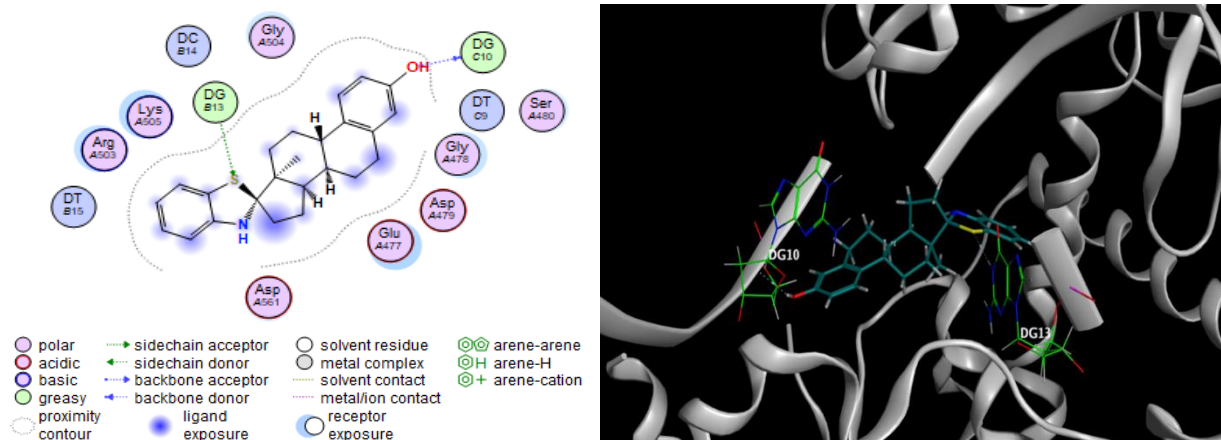 DC
B14
Gly
A504
DG
B13
OH
DG
C10
Lys
A505
DT
C9
Ser
A480
Arg
A503
H
Gly
A478
S
H
H
DT
B15
N
H
Asp
A479
Glu
A477
Asp
A561
polar
acidic
basic
greasy
proximity
contour
sidechain acceptor
sidechain donor
backbone acceptor
backbone donor
ligand
exposure
solvent residue
metal complex
solvent contact
metal/ion contact
receptor
exposure
arene-arene
H arene-H
+ arene-cation
DG10
DG13